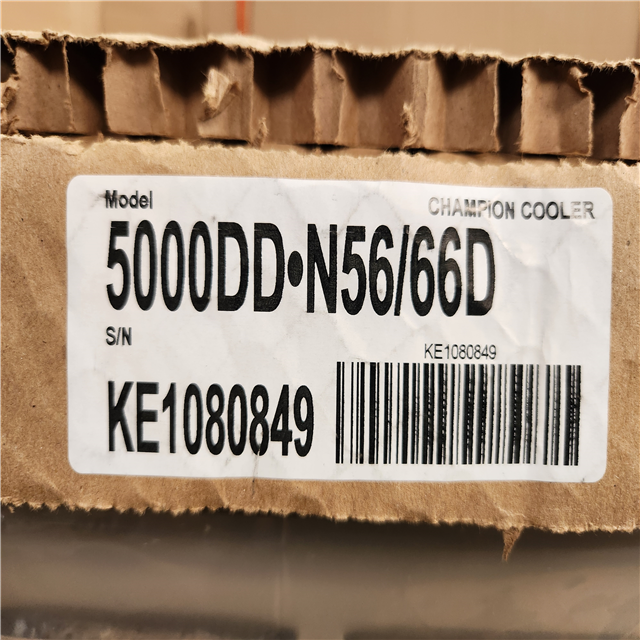 Model
CHAMPION COOLER
5000DD•N56/66D
S/N
KE1080849
KE1080849